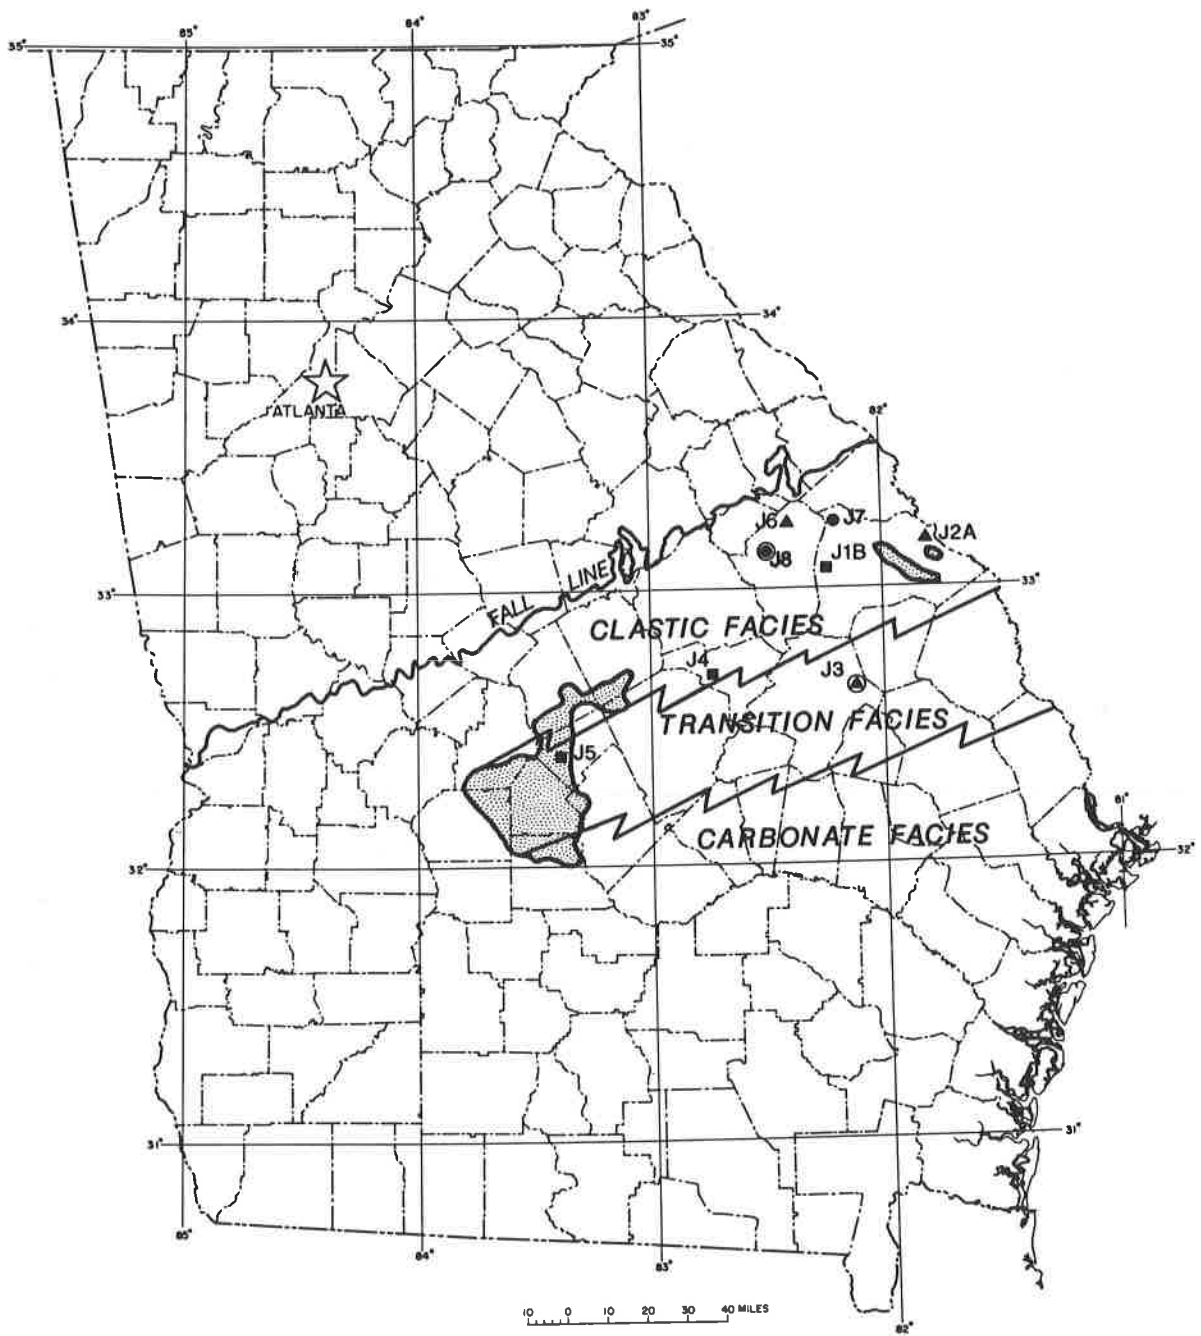 85°
84°
83°
35°
35°
34°
34°
ATLANTA
82°
J6
J7
J2A
J8
J1B
FALL LINE
33°
33°
CLASTIC FACIES
J4
J3
TRANSITION FACIES
J5
81°
CARBONATE FACIES
32°
32°
31°
31°
85°
84°
83°
82°
10 0 10 20 30 40 MILES